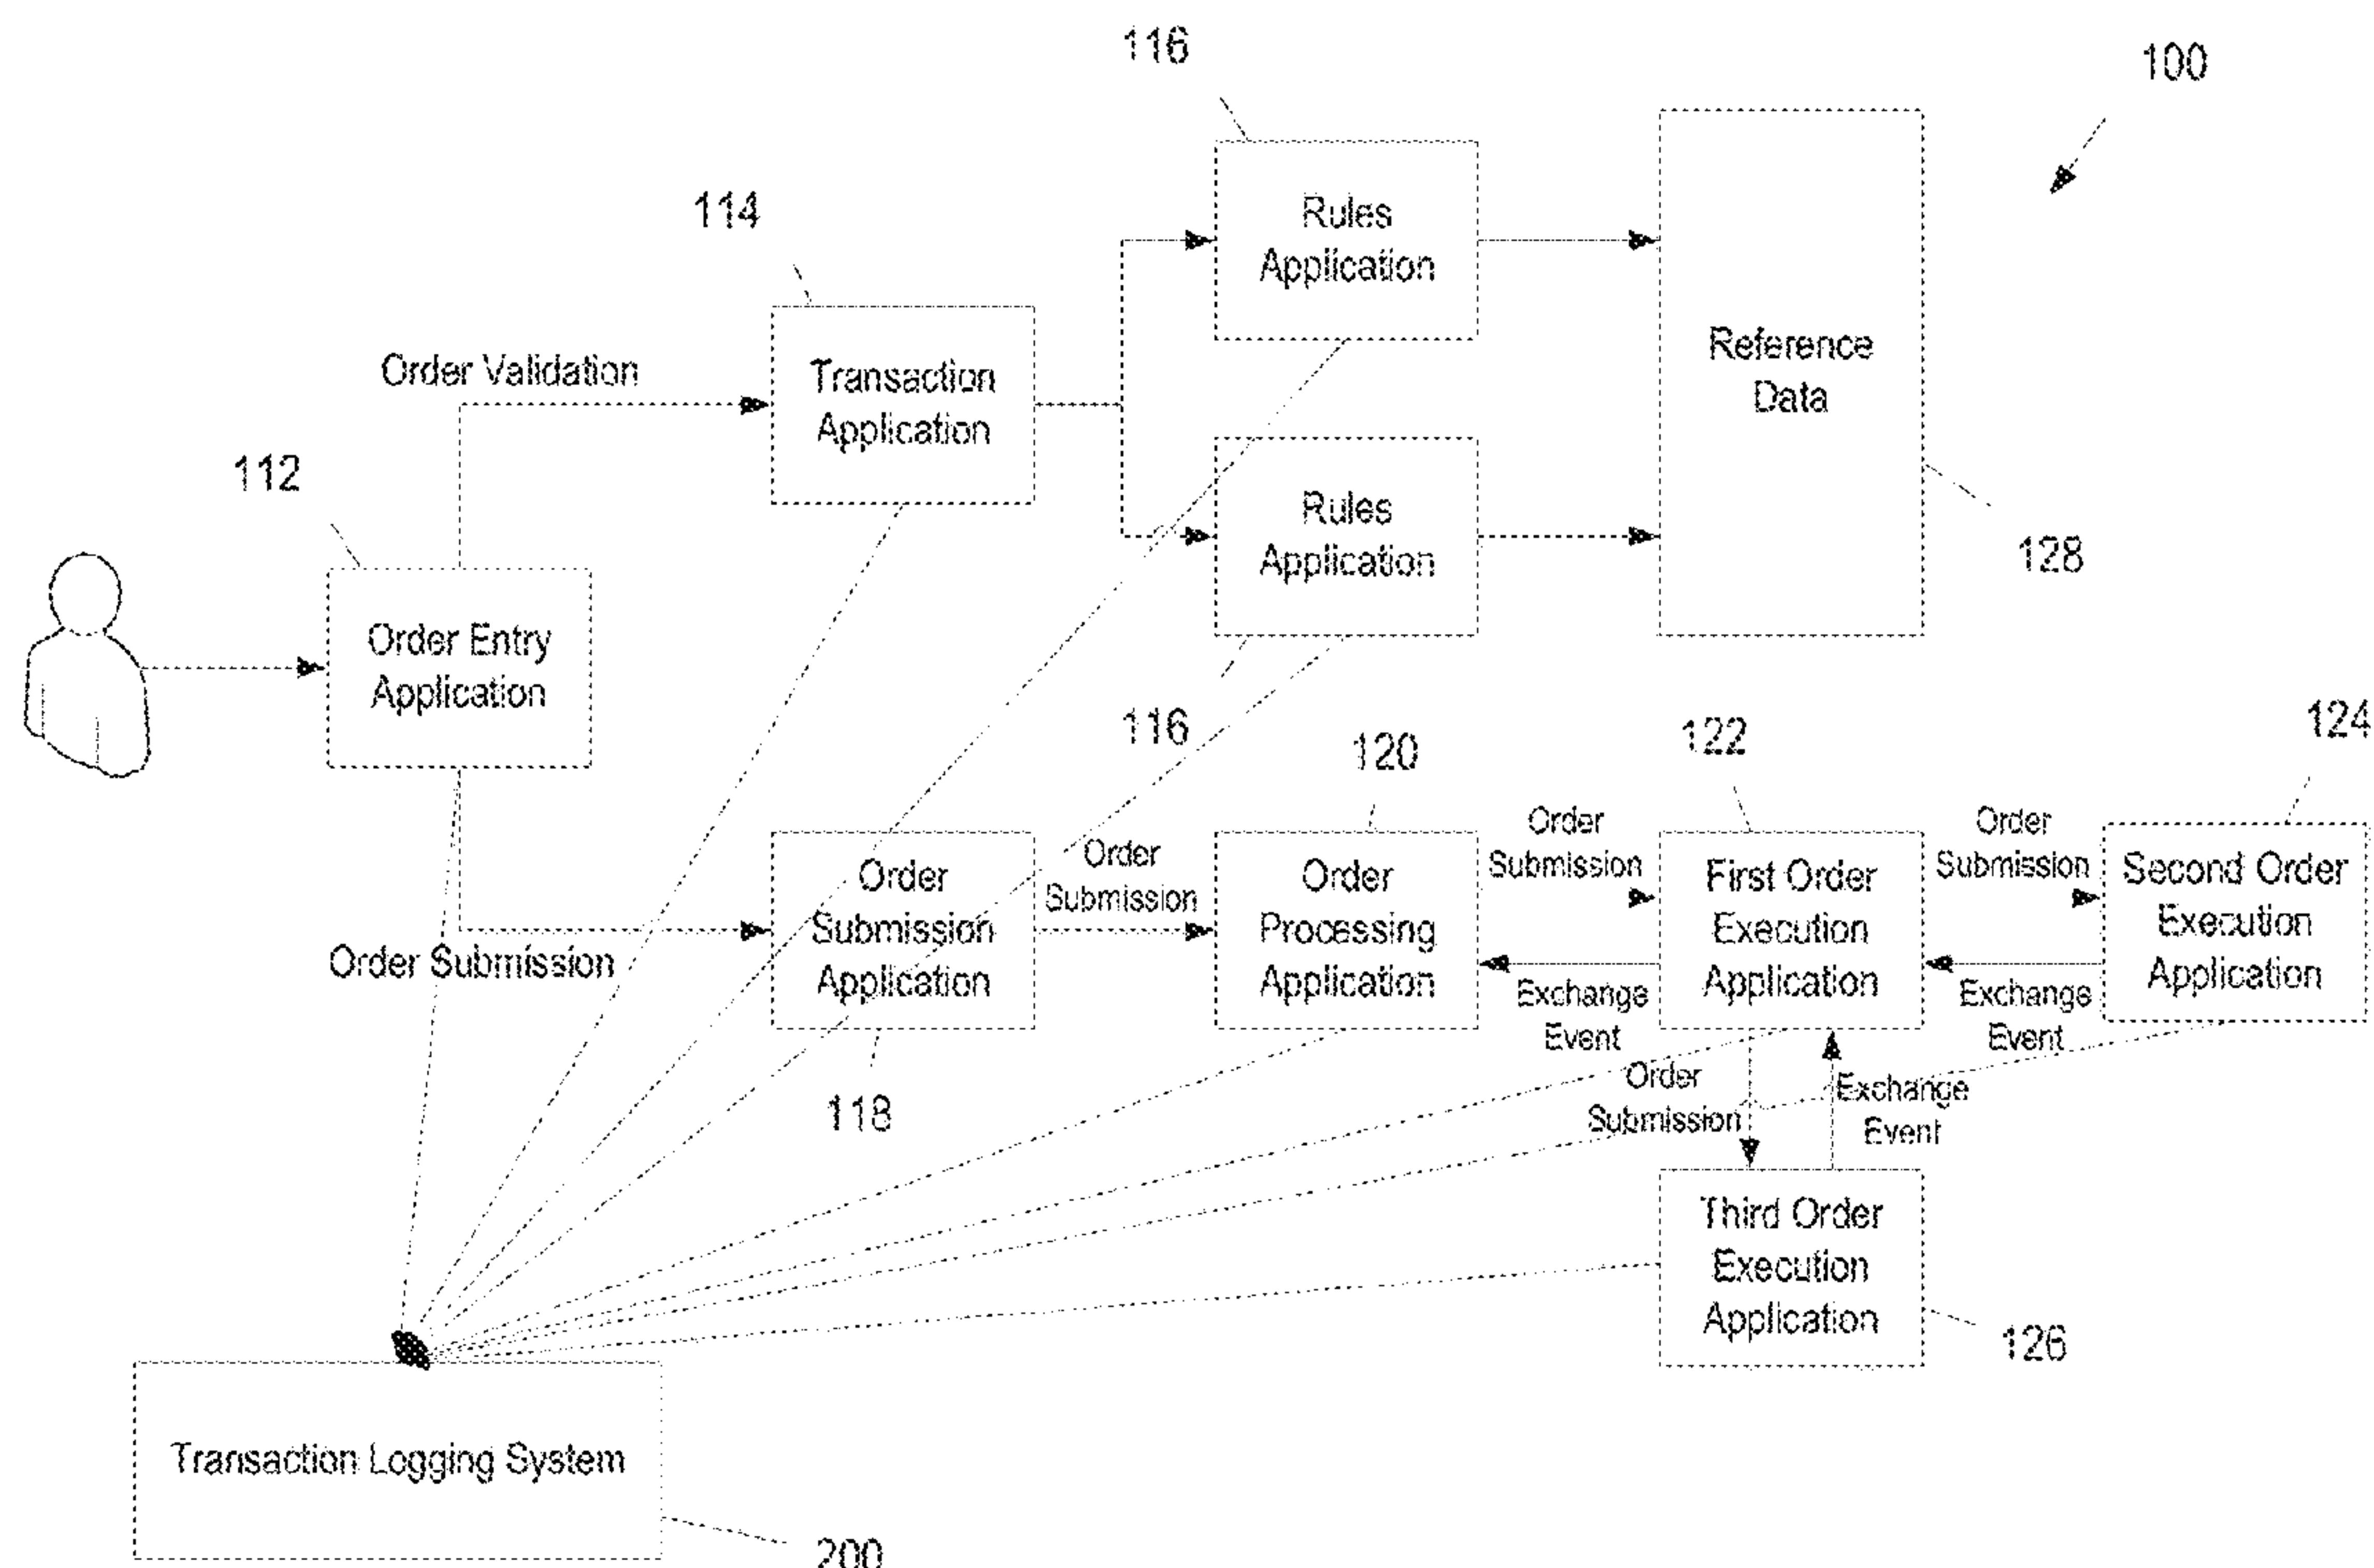 116
100
114
Rules
Application
Order Validation
Transaction
Application
Reference
Data
112
Rules
Application
128
Order Entry
Application
116
120
122
124
Order Submission
Order
Submission
Application
118
Order
Submission
Order
Processing
Application
Order
Submission
Exchange
Event
First Order
Execution
Application
Order
Submission
Exchange
Event
Second Order
Execution
Application
Order
Submission
Exchange
Event
Third Order
Execution
Application
126
Transaction Logging System
200